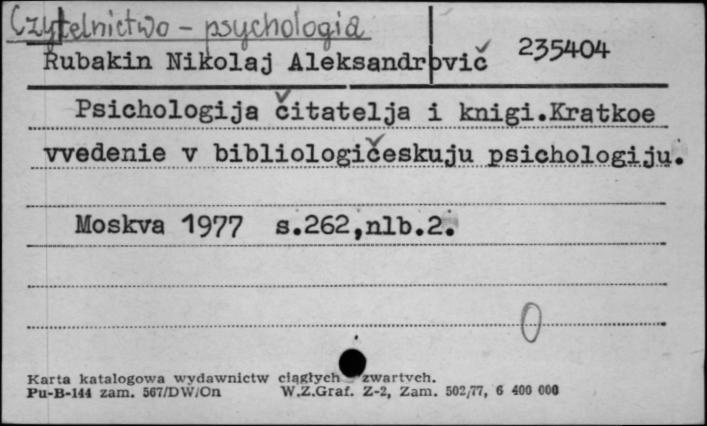 Czytelnictwo - psychologia
Rubakin Nikolaj Aleksandrovič 235404
Psichologija čitatelja i knigi.Kratkoe
vvedenie v bibliologičeskuju psichologiju.
Moskva 1977 s.262,nlb.2.
0
Karta katalogowa wydawnictw ciągłych zwartych.
Pu-B-144 zam. 567/DW/On W.Z.Graf. Z-2, Zam. 502/77, 6 400 000